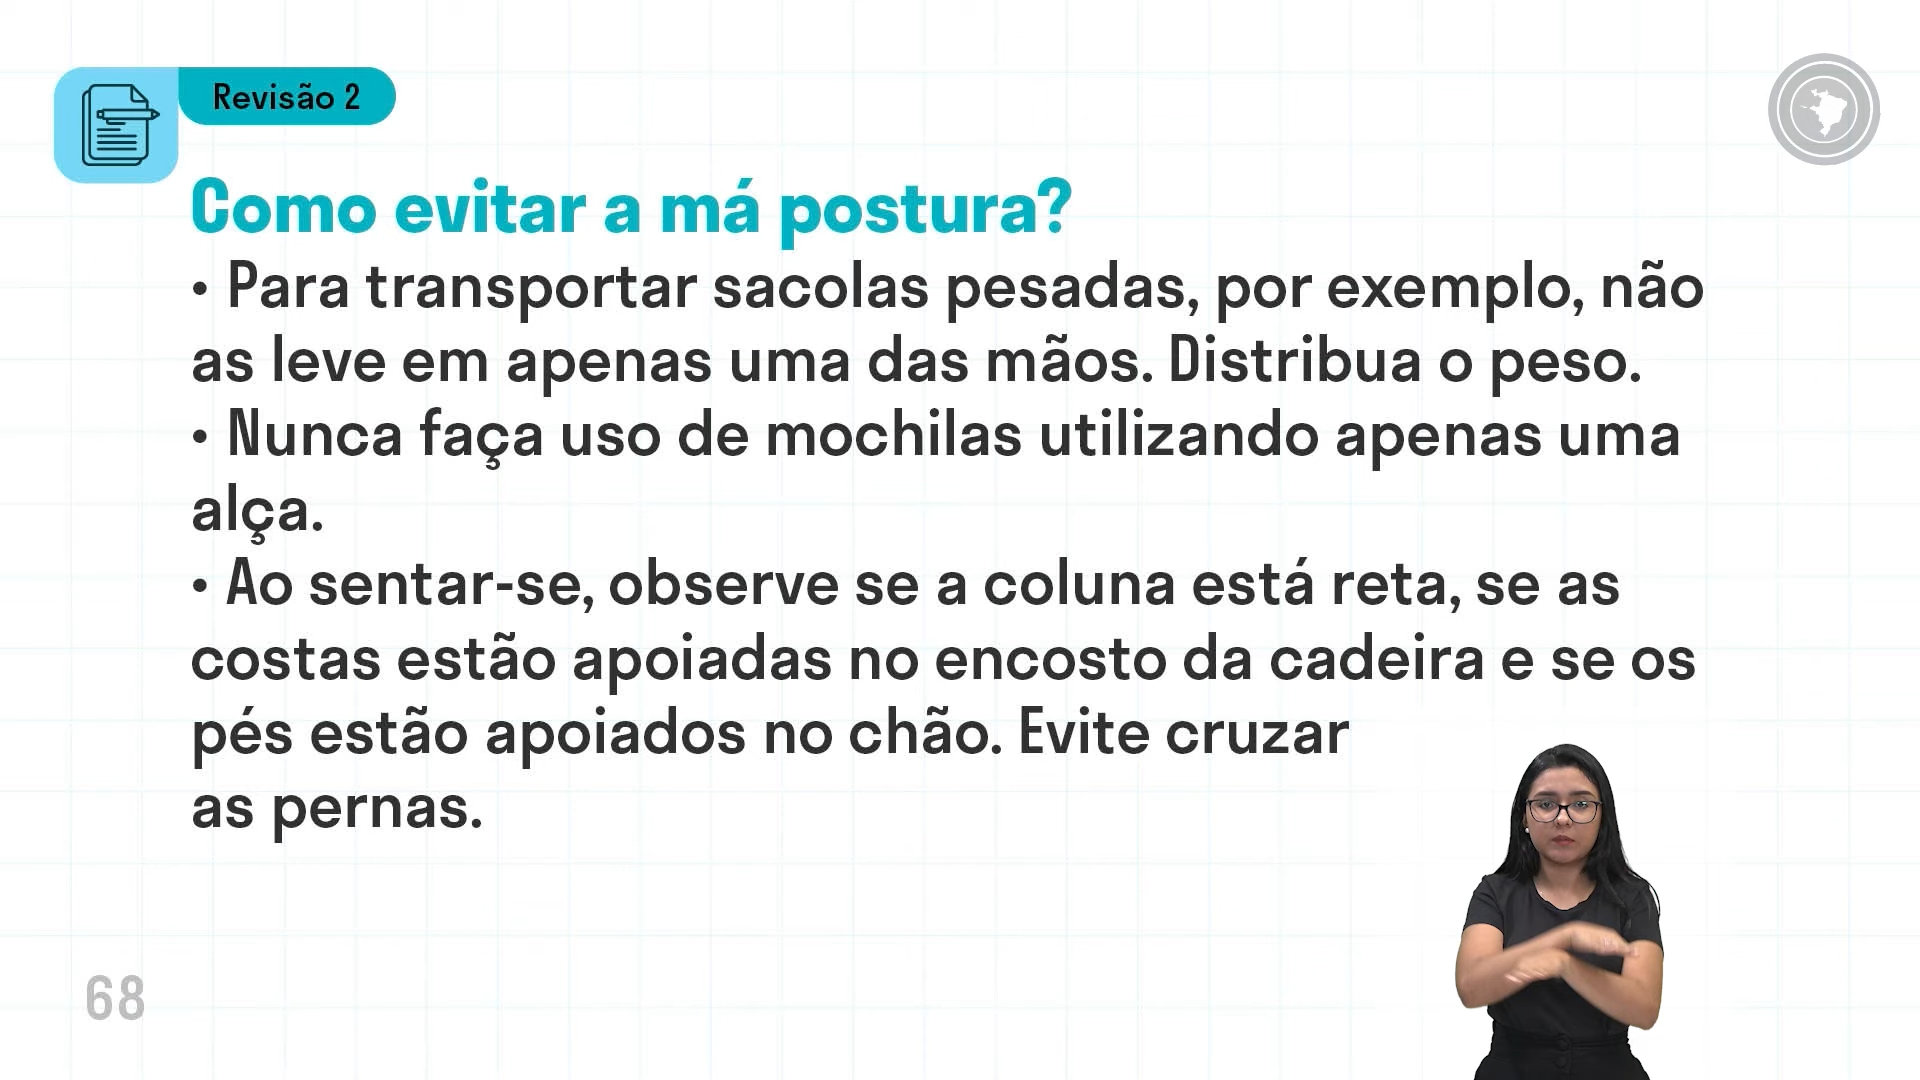 Revisão 2
Como evitar a má postura?
• Para transportar sacolas pesadas, por exemplo, não
as leve em apenas uma das mãos. Distribua o peso.
• Nunca faça uso de mochilas utilizando apenas uma
alça.
• Ao sentar-se, observe se a coluna está reta, se as
costas estão apoiadas no encosto da cadeira e se os
pés estão apoiados no chão. Evite cruzar
as pernas.
68